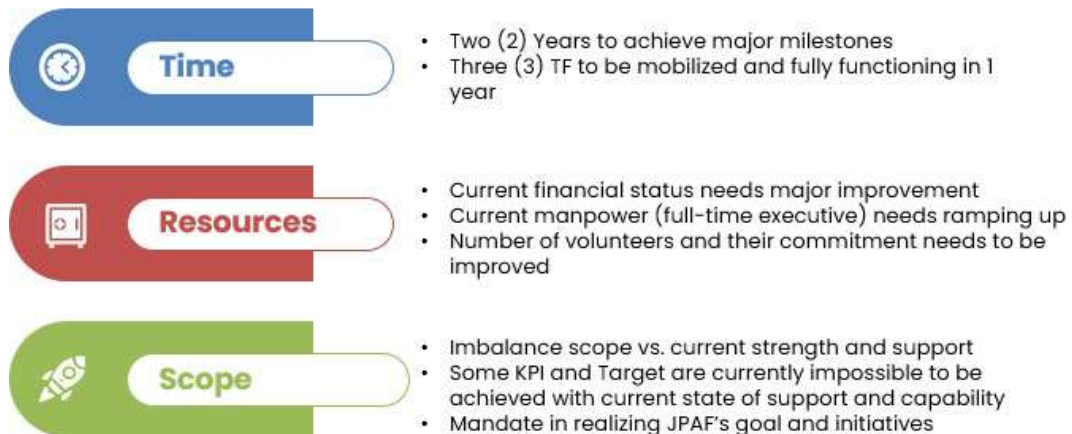 Time
• Two (2) Years to achieve major milestones
• Three (3) TF to be mobilized and fully functioning in 1
year
Resources
• Current financial status needs major improvement
• Current manpower (full-time executive) needs ramping up
• Number of volunteers and their commitment needs to be
improved
Scope
• Imbalance scope vs. current strength and support
• Some KPI and Target are currently impossible to be
achieved with current state of support and capability
• Mandate in realizing JPAF's goal and initiatives